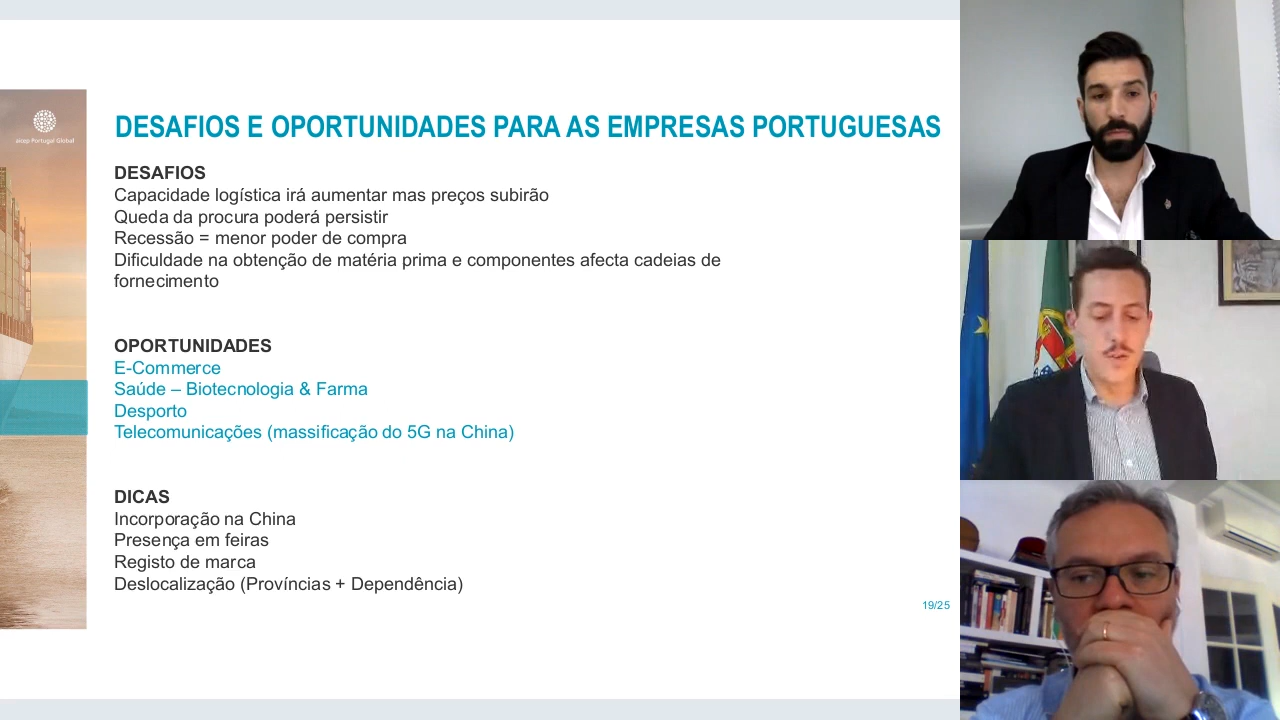 aicep Portugal Global
DESAFIOS E OPORTUNIDADES PARA AS EMPRESAS PORTUGUESAS
DESAFIOS
Capacidade logística irá aumentar mas preços subirão
Queda da procura poderá persistir
Recessão = menor poder de compra
Dificuldade na obtenção de matéria prima e componentes afecta cadeias de
fornecimento
OPORTUNIDADES
E-Commerce
Saúde – Biotecnologia & Farma
Desporto
Telecomunicações (massificação do 5G na China)
DICAS
Incorporação na China
Presença em feiras
Registo de marca
Deslocalização (Províncias + Dependência)
19/25